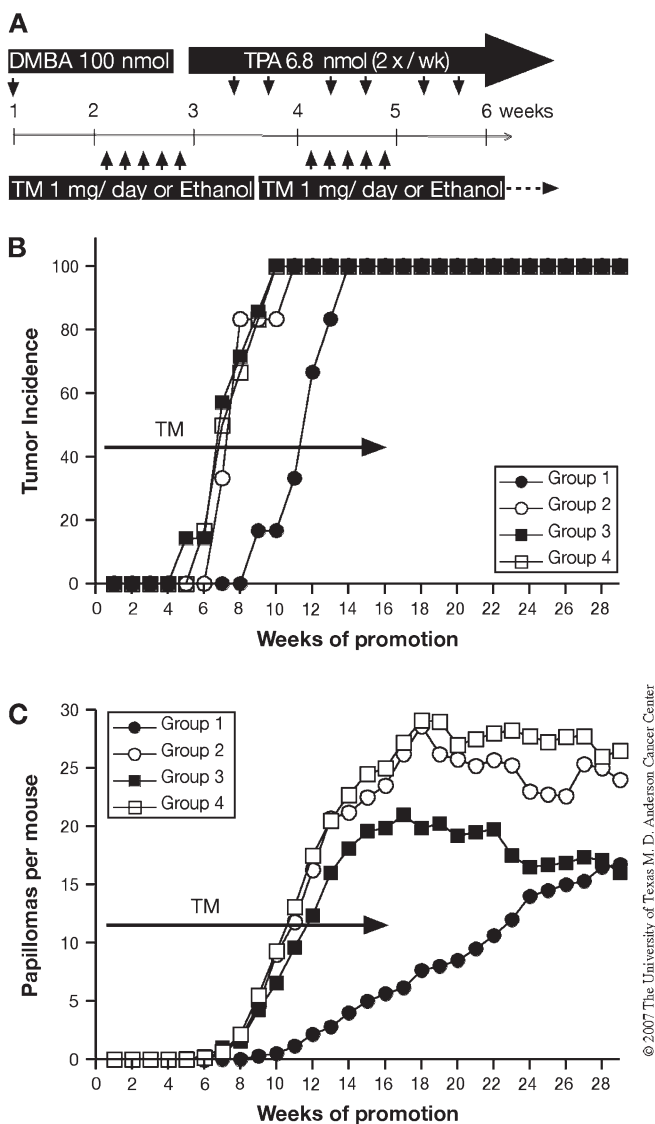 A
DMBA 100 nmol
TPA 6.8 nmol (2 x / wk)
1 2 3 4 5 6 weeks
TM 1 mg/ day or Ethanol
TM 1 mg/ day or Ethanol
B
Tumor Incidence
100
80
60
40
20
0
TM
Group 1
Group 2
Group 3
Group 4
0 2 4 6 8 10 12 14 16 18 20 22 24 26 28
Weeks of promotion
C
Papillomas per mouse
30
25
20
15
10
5
0
Group 1
Group 2
Group 3
Group 4
TM
0 2 4 6 8 10 12 14 16 18 20 22 24 26 28
Weeks of promotion
© 2007 The University of Texas M. D. Anderson Cancer Center